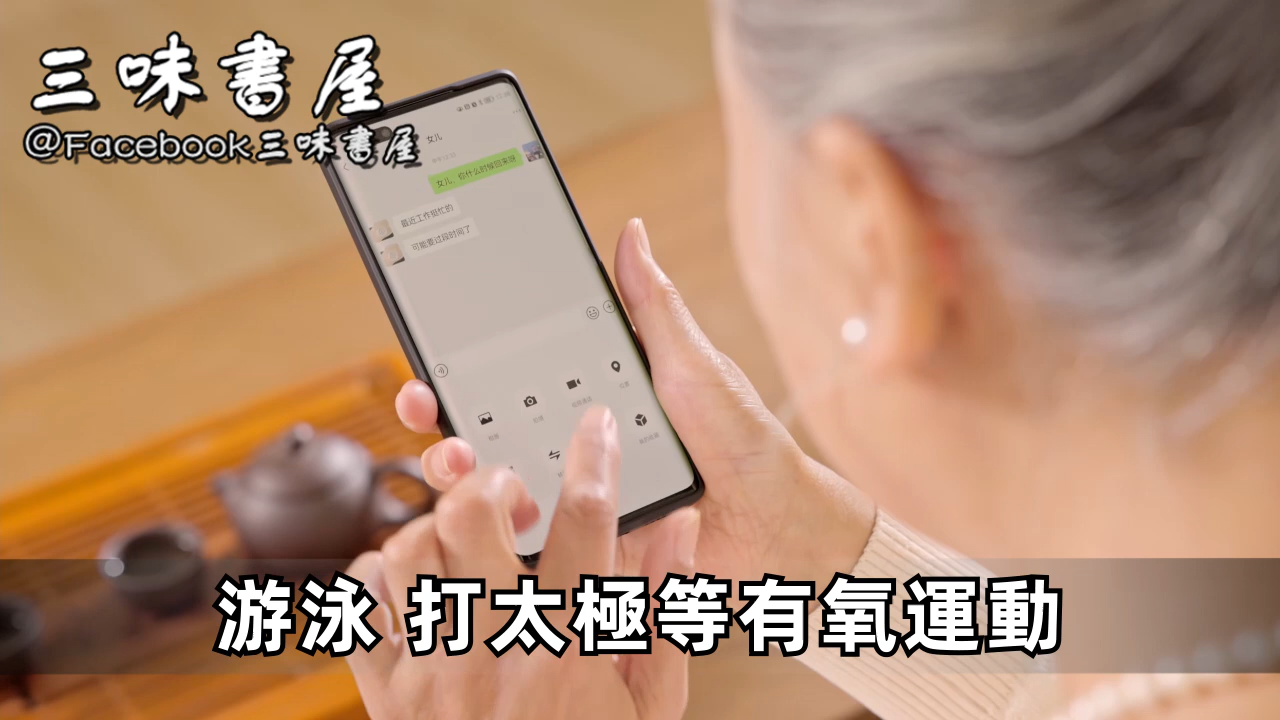 三味書屋
@Facebook三味書屋
女儿
女儿，你什么时候回来呀
最近工作挺忙的
可能要过段时间了
游泳 打太極等有氧運動